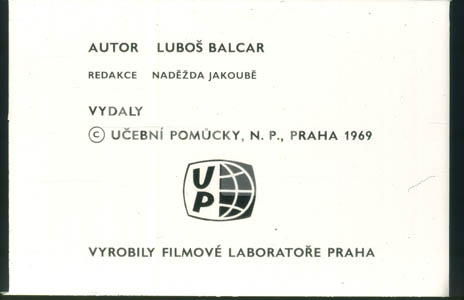 AUTOR LUBOŠ BALCAR
REDAKCE NADĚŽDA JAKOUBĚ
VYDALY
© UČEBNÍ POMŮCKY, N. P., PRAHA 1969
UP
VYROBILY FILMOVÉ LABORATOŘE PRAHA